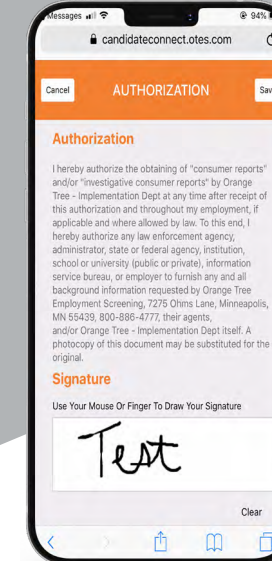 Messages 94%
candidateconnect.otes.com
Cancel AUTHORIZATION
Authorization
I hereby authorize the obtaining of "consumer reports"
and/or "investigative consumer reports" by Orange
Tree - Implementation Dept at any time after receipt of
this authorization and throughout my employment, if
applicable and where allowed by law. To this end, I
hereby authorize any law enforcement agency,
administrator, state or federal agency, institution,
school or university (public or private), information
service bureau, or employer to furnish any and all
background information requested by Orange Tree
Employment Screening, 7275 Ohms Lane, Minneapolis,
MN 55439, 800-886-4777, their agents,
and/or Orange Tree - Implementation Dept itself. A
photocopy of this document may be substituted for the
original.
Signature
Use Your Mouse Or Finger To Draw Your Signature
Test
Clear